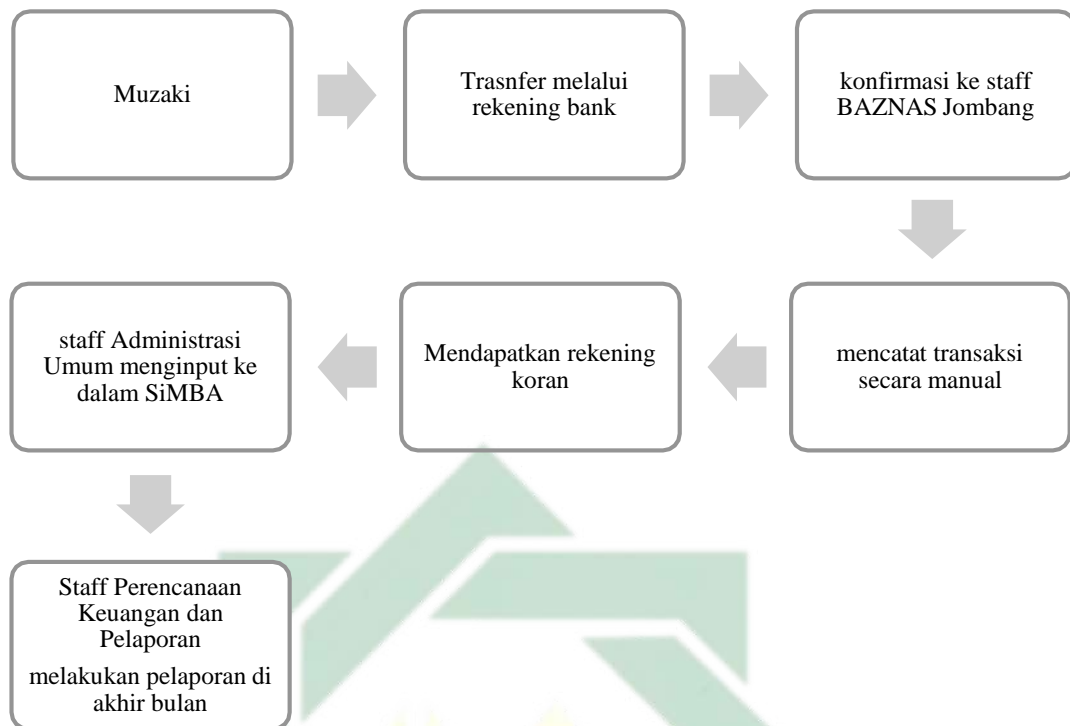 Muzaki
Trasnfer melalui
rekening bank
konfirmasi ke staff
BAZNAS Jombang
mencatat transaksi
secara manual
Mendapatkan rekening
koran
staff Administrasi
Umum menginput ke
dalam SiMBA
Staff Perencanaan
Keuangan dan
Pelaporan
melakukan pelaporan di
akhir bulan